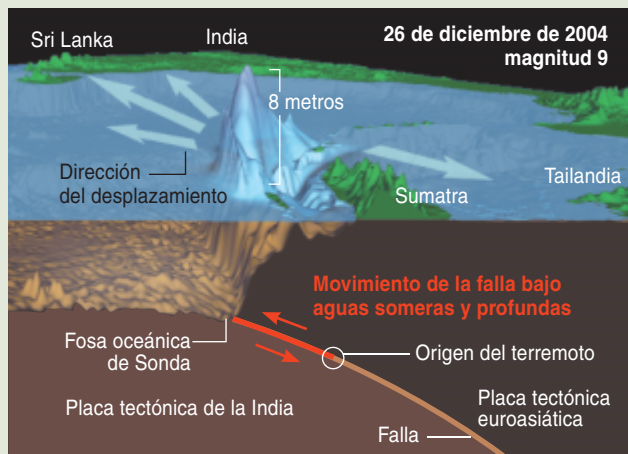 26 de diciembre de 2004
magnitud 9
Sri Lanka
India
8 metros
Dirección
del desplazamiento
Sumatra
Tailandia
Movimiento de la falla bajo
aguas someras y profundas
Fosa oceánica
de Sonda
Origen del terremoto
Placa tectónica de la India
Placa tectónica
euroasiática
Falla